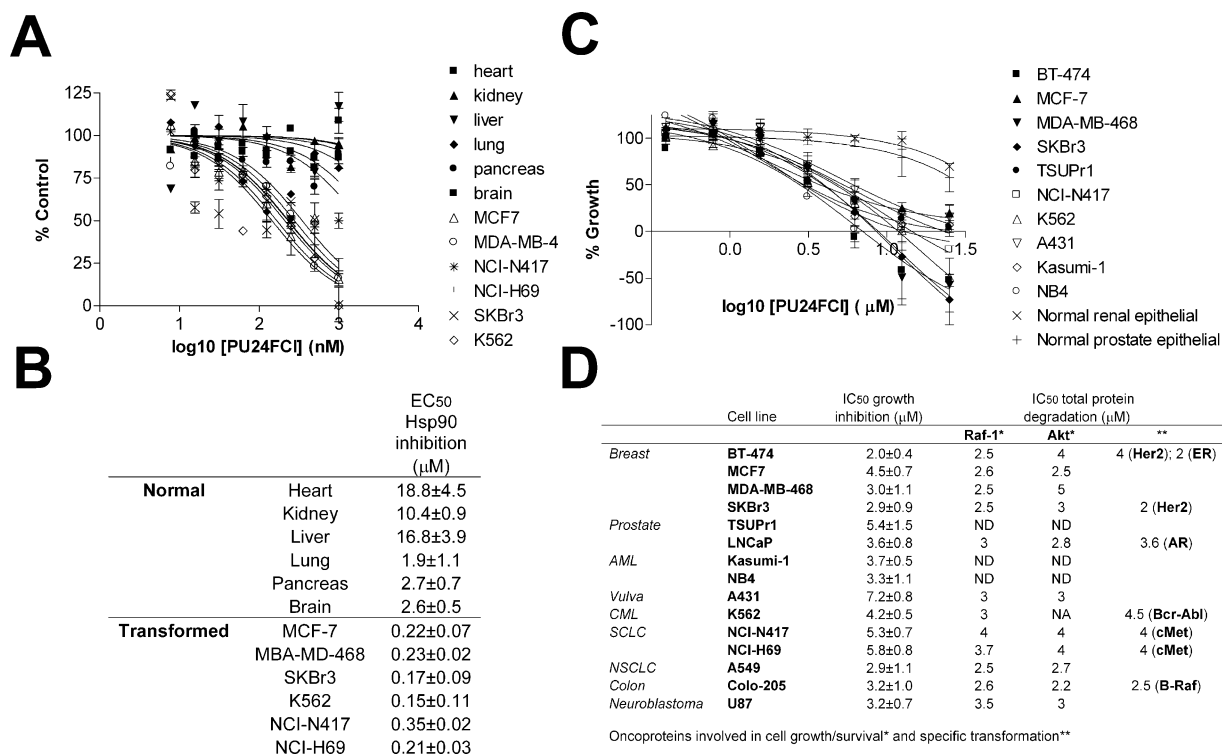 A
% Control
125
100
75
50
25
0
0
1
2
3
4
log10 [PU24FCl] (nM)
heart
kidney
liver
lung
pancreas
brain
MCF7
MDA-MB-4
NCI-N417
NCI-H69
SKBr3
K562
C
% Growth
100
50
0
-50
-100
0.0
0.5
1.0
1.5
log10 [PU24FCl] ( μM)
BT-474
MCF-7
MDA-MB-468
SKBr3
TSUPr1
NCI-N417
K562
A431
Kasumi-1
NB4
Normal renal epithelial
Normal prostate epithelial
B
EC50
Hsp90
inhibition
(μM)
Normal Heart 18.8±4.5
Kidney 10.4±0.9
Liver 16.8±3.9
Lung 1.9±1.1
Pancreas 2.7±0.7
Brain 2.6±0.5
Transformed MCF-7 0.22±0.07
MBA-MD-468 0.23±0.02
SKBr3 0.17±0.09
K562 0.15±0.11
NCI-N417 0.35±0.02
NCI-H69 0.21±0.03
D
Cell line IC50 growth inhibition (μM) IC50 total protein degradation (μM)
Raf-1* Akt* **
Breast BT-474 2.0±0.4 2.5 4 4 (Her2); 2 (ER)
MCF7 4.5±0.7 2.6 2.5
MDA-MB-468 3.0±1.1 2.5 5
SKBr3 2.9±0.9 2.5 3 2 (Her2)
Prostate TSUPr1 5.4±1.5 ND ND
LNCaP 3.6±0.8 3 2.8 3.6 (AR)
AML Kasumi-1 3.7±0.5 ND ND
NB4 3.3±1.1 ND ND
Vulva A431 7.2±0.8 3 3
CML K562 4.2±0.5 3 NA 4.5 (Bcr-Abl)
SCLC NCI-N417 5.3±0.7 4 4 4 (cMet)
NCI-H69 5.8±0.8 3.7 4 4 (cMet)
NSCLC A549 2.9±1.1 2.5 2.7
Colon Colo-205 3.2±1.0 2.6 2.2 2.5 (B-Raf)
Neuroblastoma U87 3.2±0.7 3.5 3
Oncoproteins involved in cell growth/survival* and specific transformation**